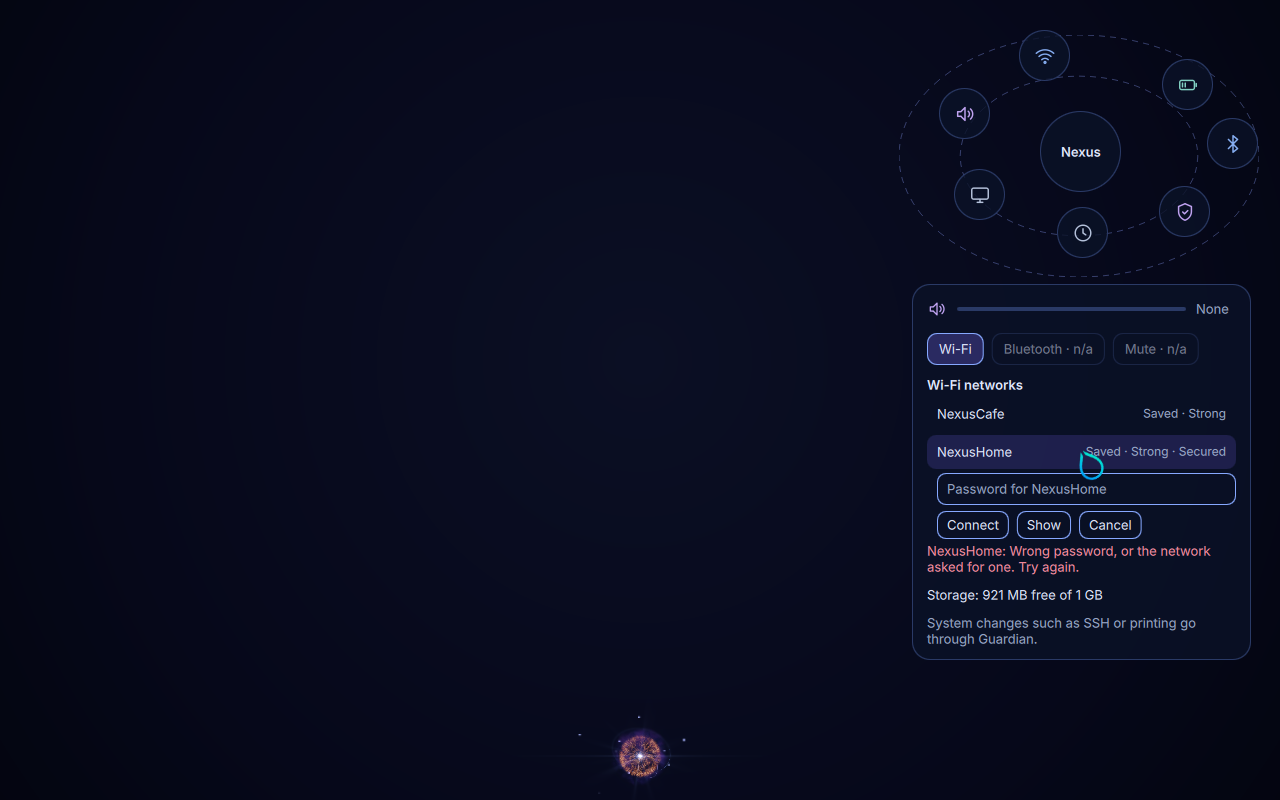 Nexus
None
Wi-Fi
Bluetooth · n/a
Mute · n/a
Wi-Fi networks
NexusCafe
Saved · Strong
NexusHome
Saved · Strong · Secured
Password for NexusHome
Connect
Show
Cancel
NexusHome: Wrong password, or the network
asked for one. Try again.
Storage: 921 MB free of 1 GB
System changes such as SSH or printing go
through Guardian.